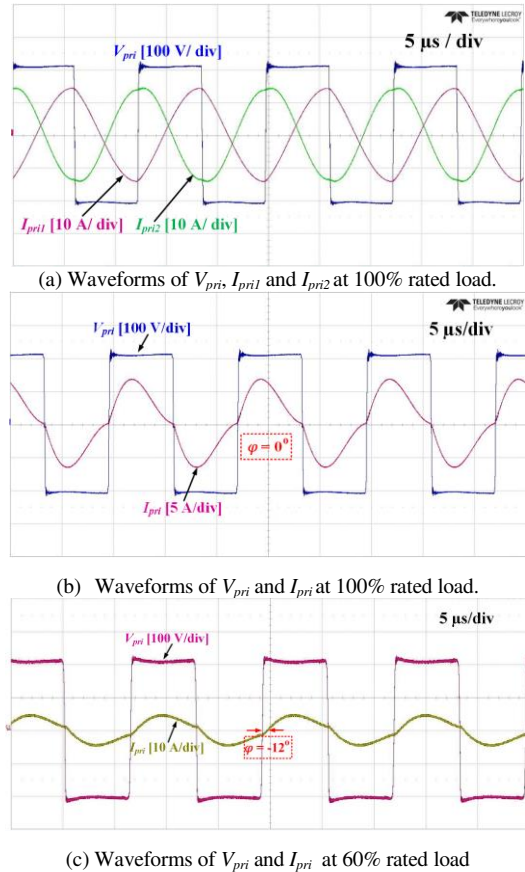 TELEDYNE LECROY
Everywhereyoulook™
5 µs / div
V_pri [100 V/ div]
I_pri1 [10 A/ div]
I_pri2 [10 A/ div]
(a) Waveforms of V_pri, I_pri1 and I_pri2 at 100% rated load.
TELEDYNE LECROY
Everywhereyoulook™
V_pri [100 V/div]
5 µs/div
φ = 0°
I_pri [5 A/div]
(b) Waveforms of V_pri and I_pri at 100% rated load.
5 µs/div
V_pri [100 V/div]
I_pri [10 A/div]
φ = -12°
(c) Waveforms of V_pri and I_pri at 60% rated load